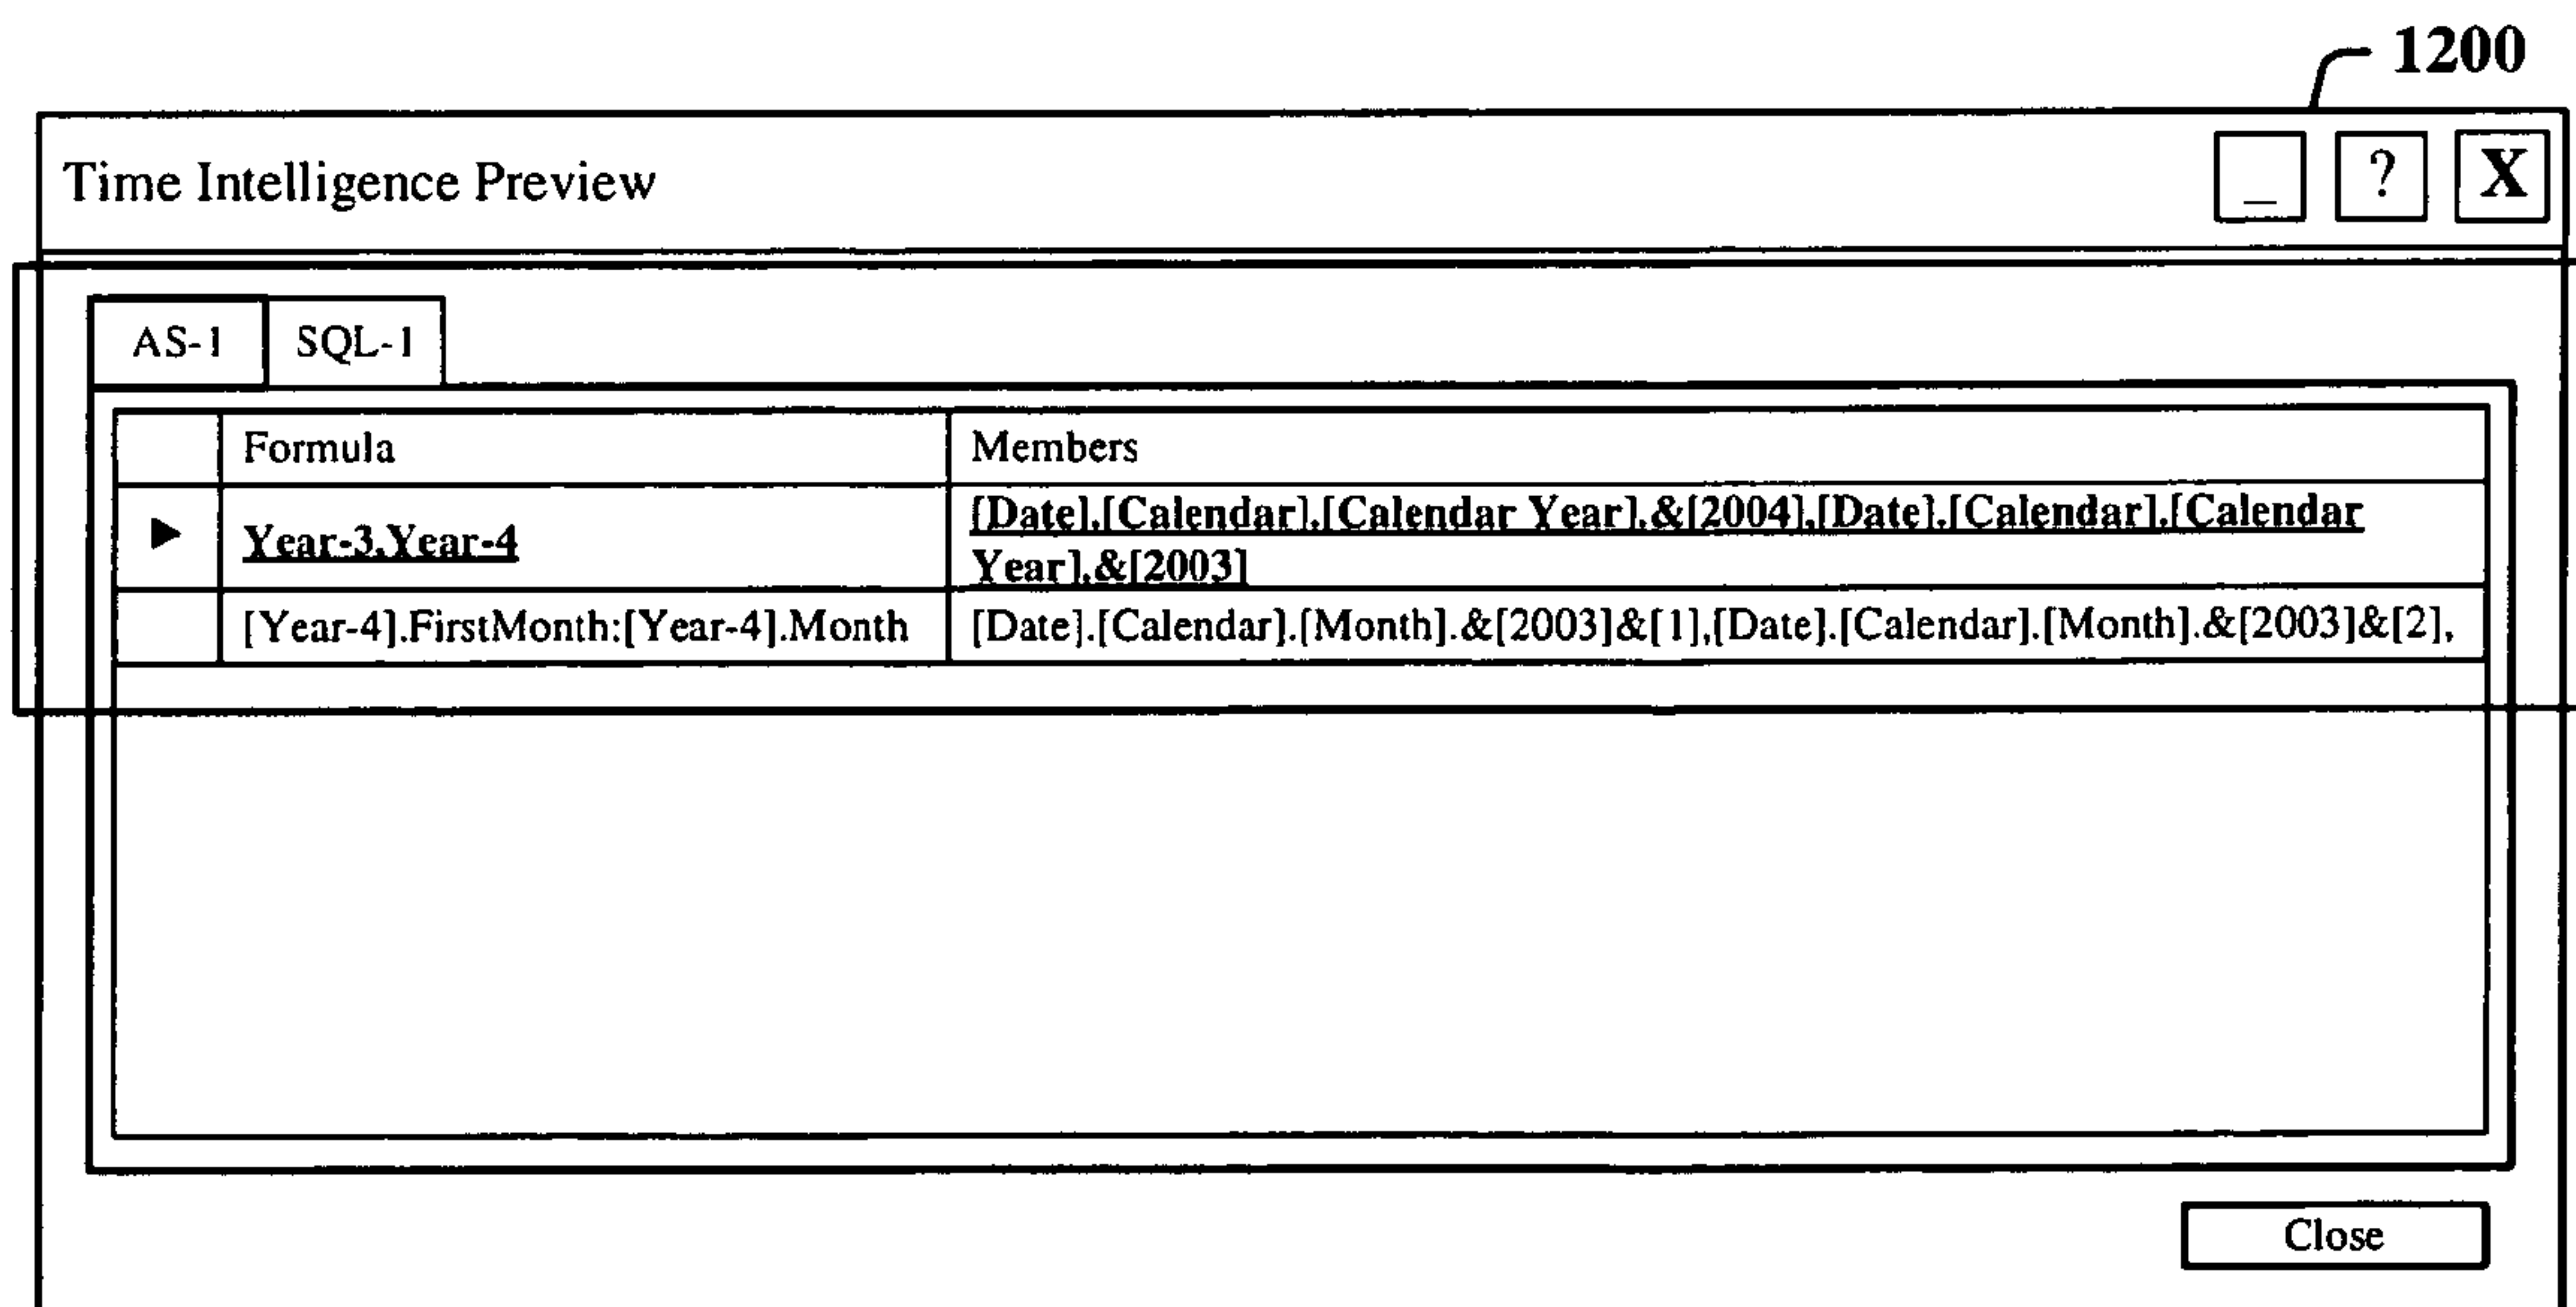 1200
Time Intelligence Preview
_ ? X
AS-1 SQL-1
Formula Members
Year-3,Year-4 [Date].[Calendar].[Calendar Year].&[2004],[Date].[Calendar].[Calendar
Year].&[2003]
[Year-4].FirstMonth:[Year-4].Month [Date].[Calendar].[Month].&[2003]&[1],[Date].[Calendar].[Month].&[2003]&[2],
Close